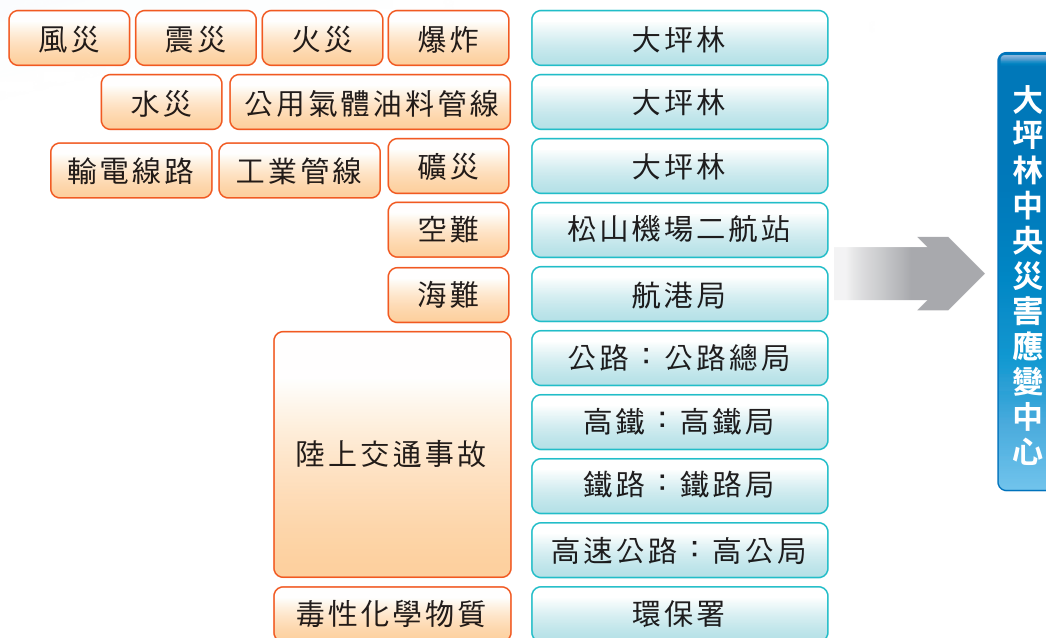 風災 震災 火災 爆炸 大坪林
水災 公用氣體油料管線 大坪林
輸電線路 工業管線 礦災 大坪林
空難 松山機場二航站
海難 航港局
陸上交通事故
公路：公路總局
高鐵：高鐵局
鐵路：鐵路局
高速公路：高公局
毒性化學物質 環保署
大坪林中央災害應變中心